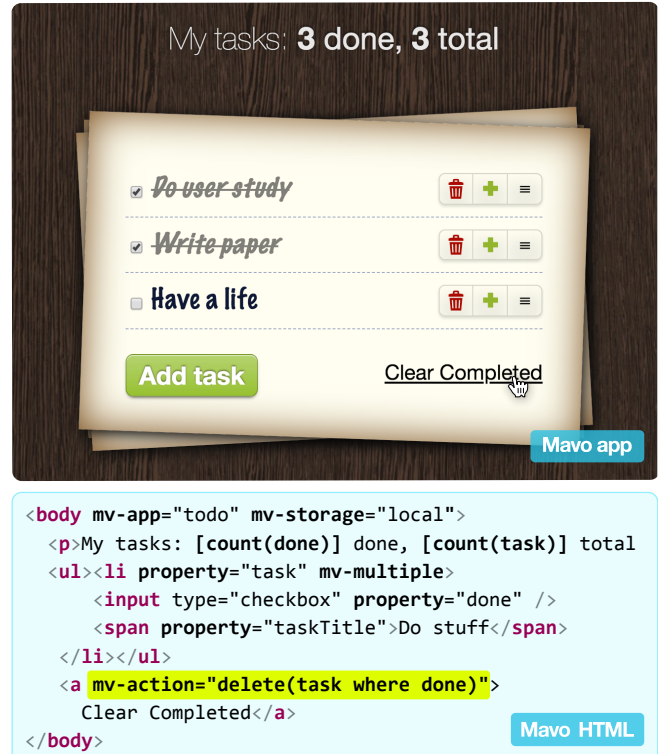 My tasks: 3 done, 3 total
Do user study
Write paper
Have a life
Add task
Clear Completed
Mavo app
<body mv-app="todo" mv-storage="local">
<p>My tasks: [count(done)] done, [count(task)] total
<ul><li property="task" mv-multiple>
<input type="checkbox" property="done" />
<span property="taskTitle">Do stuff</span>
</li></ul>
<a mv-action="delete(task where done)">
Clear Completed</a>
Mavo HTML
</body>